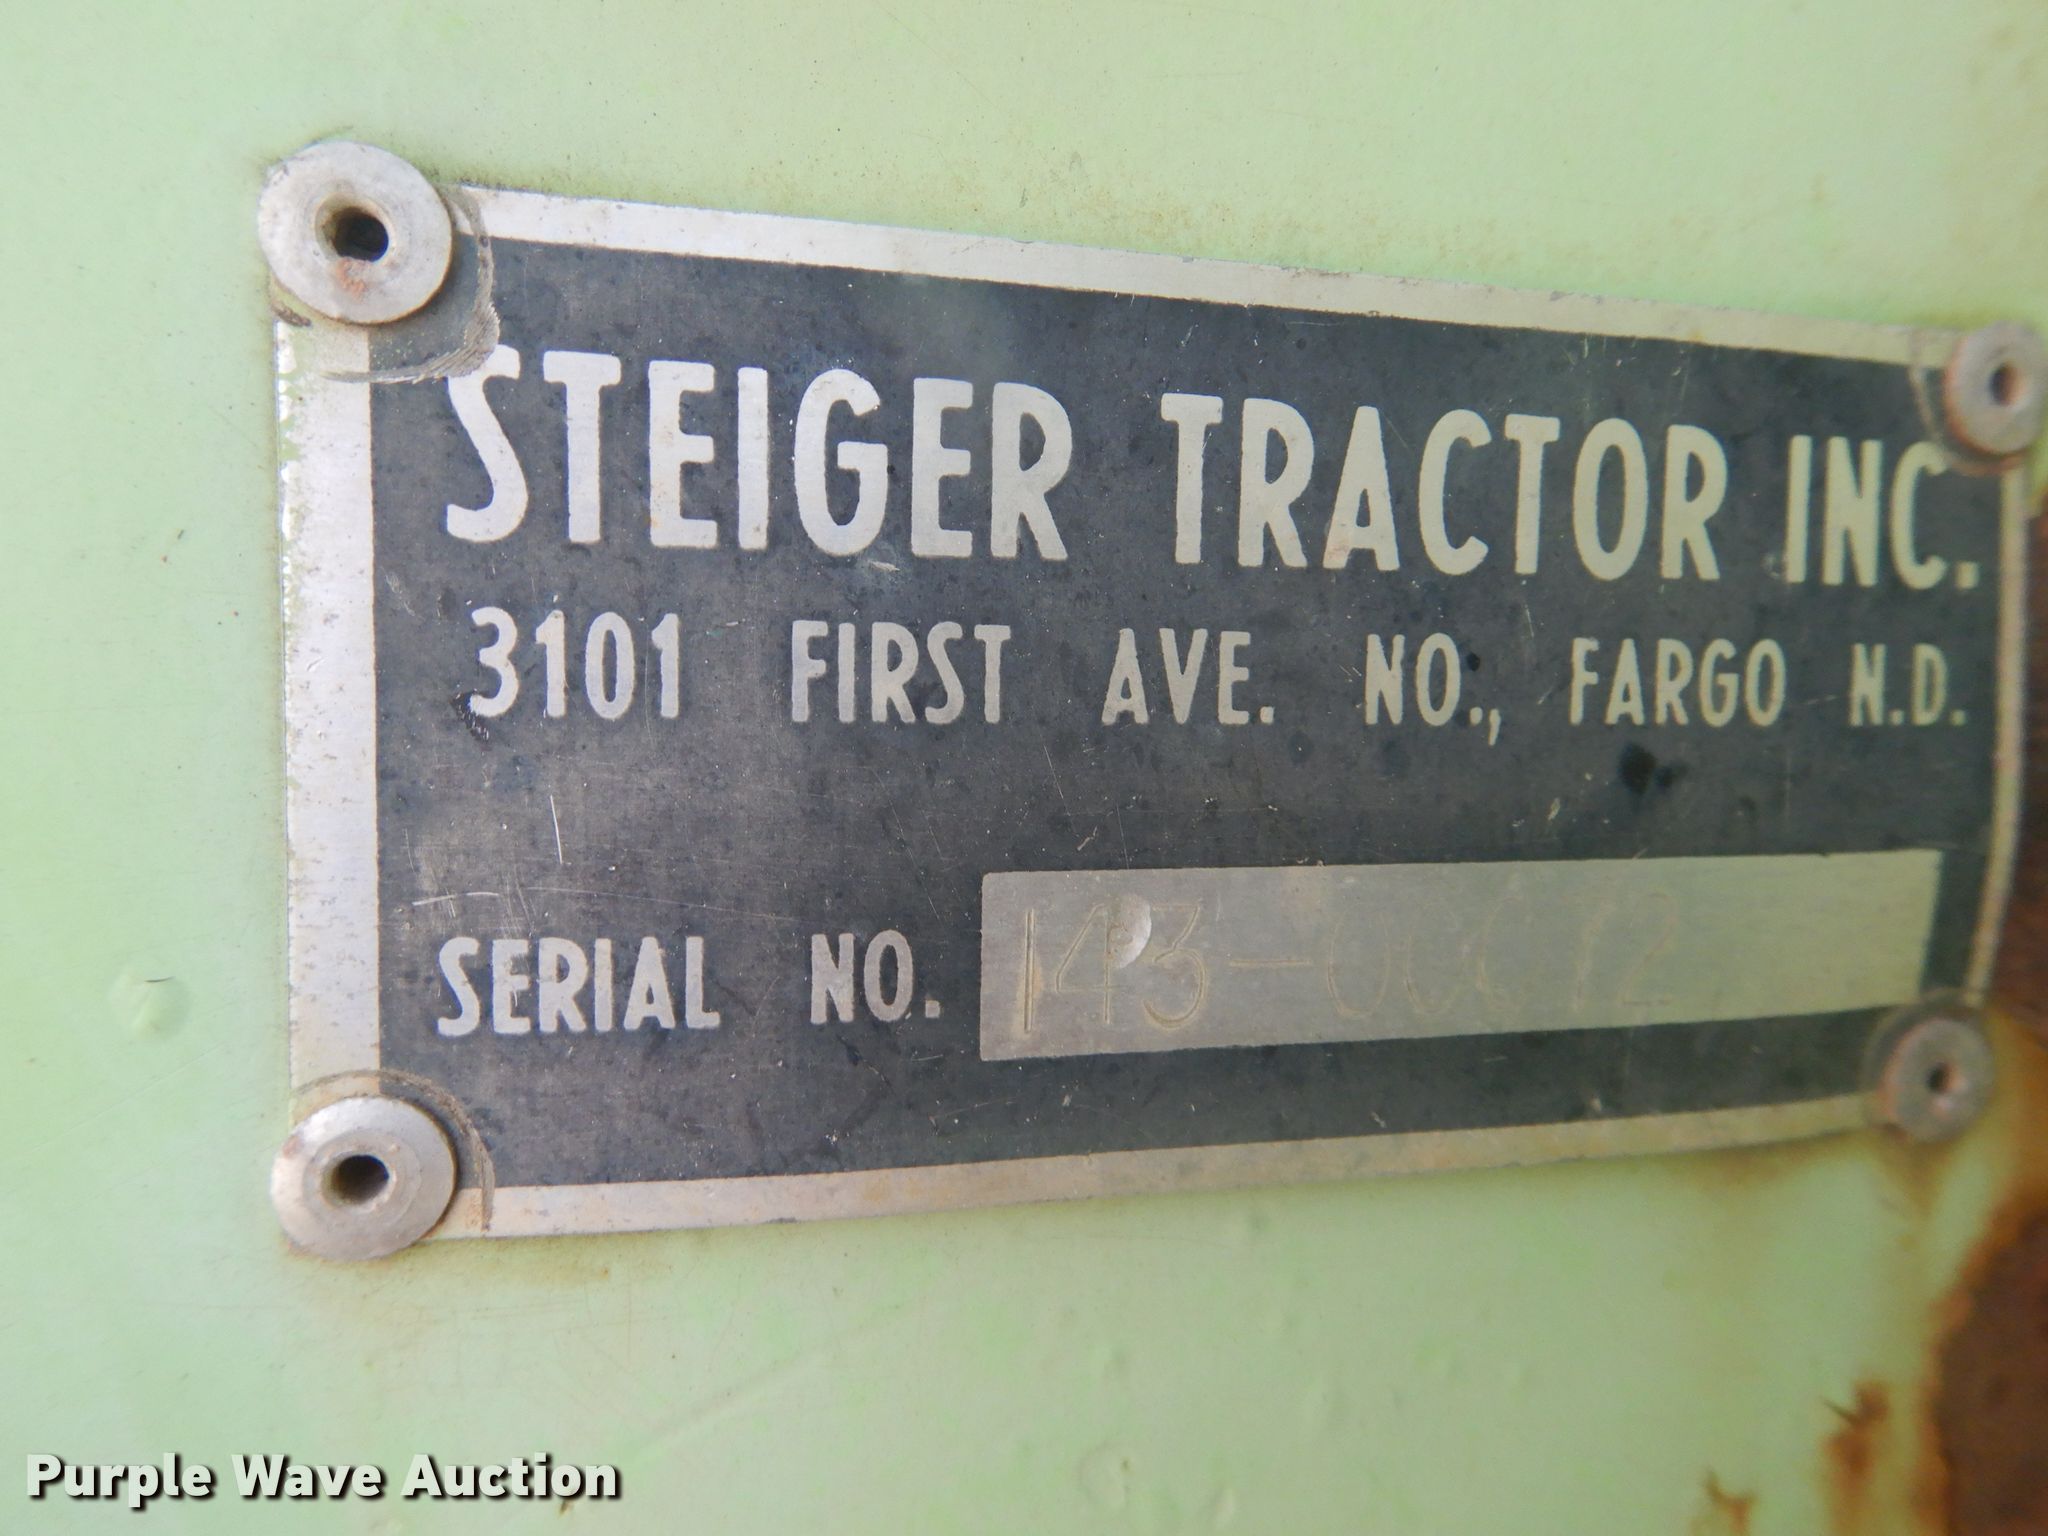 STEIGER TRACTOR INC.
3101 FIRST AVE. NO., FARGO N.D.
SERIAL NO.
Purple Wave Auction